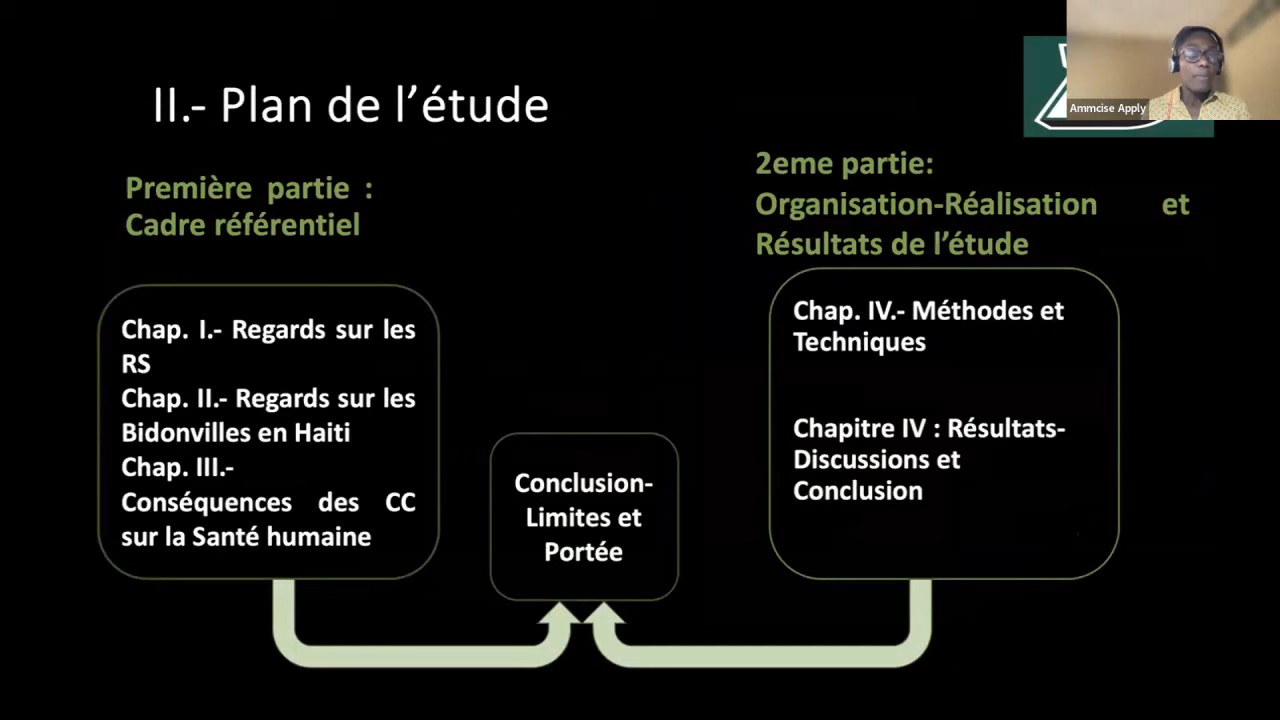 II.- Plan de l’étude
Ammcise Apply
Première partie :
Cadre référentiel
Chap. I.- Regards sur les
RS
Chap. II.- Regards sur les
Bidonvilles en Haiti
Chap. III.-
Conséquences des CC
sur la Santé humaine
Conclusion-
Limites et
Portée
2eme partie:
Organisation-Réalisation et
Résultats de l’étude
Chap. IV.- Méthodes et
Techniques
Chapitre IV : Résultats-
Discussions et
Conclusion